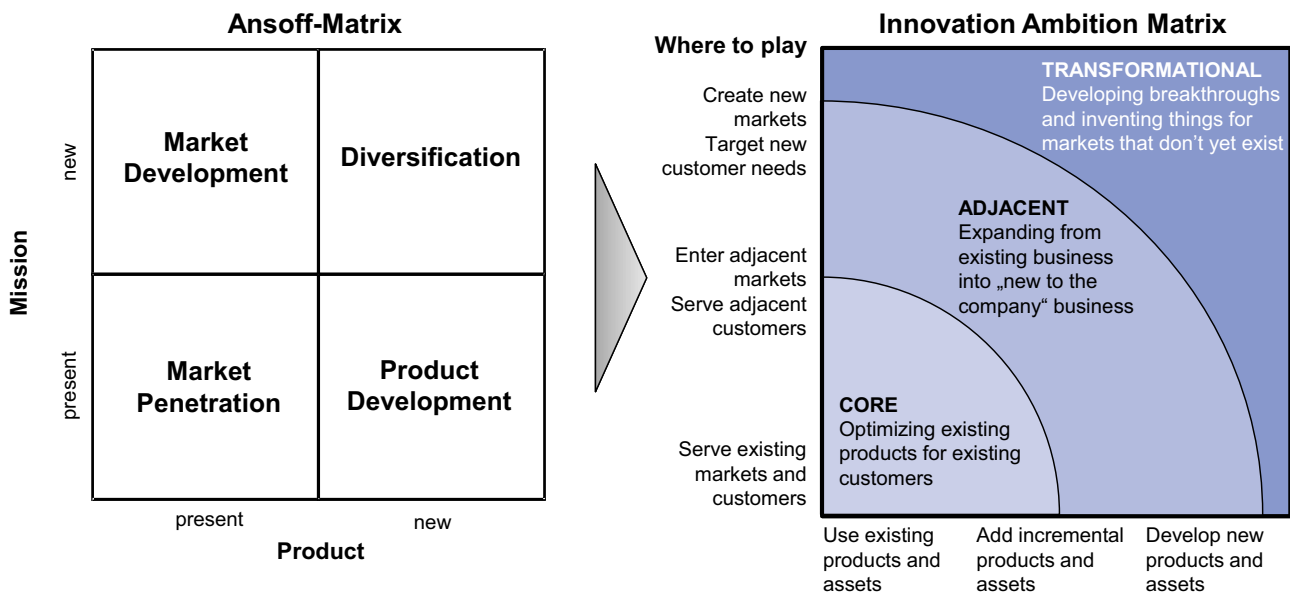 Ansoff-Matrix
Mission
new
present
Market
Development
Diversification
Market
Penetration
Product
Development
present
new
Product
Innovation Ambition Matrix
Where to play
Create new
markets
Target new
customer needs
Enter adjacent
markets
Serve adjacent
customers
Serve existing
markets and
customers
TRANSFORMATIONAL
Developing breakthroughs
and inventing things for
markets that don't yet exist
ADJACENT
Expanding from
existing business
into „new to the
company“ business
CORE
Optimizing existing
products for existing
customers
Use existing
products and
assets
Add incremental
products and
assets
Develop new
products and
assets